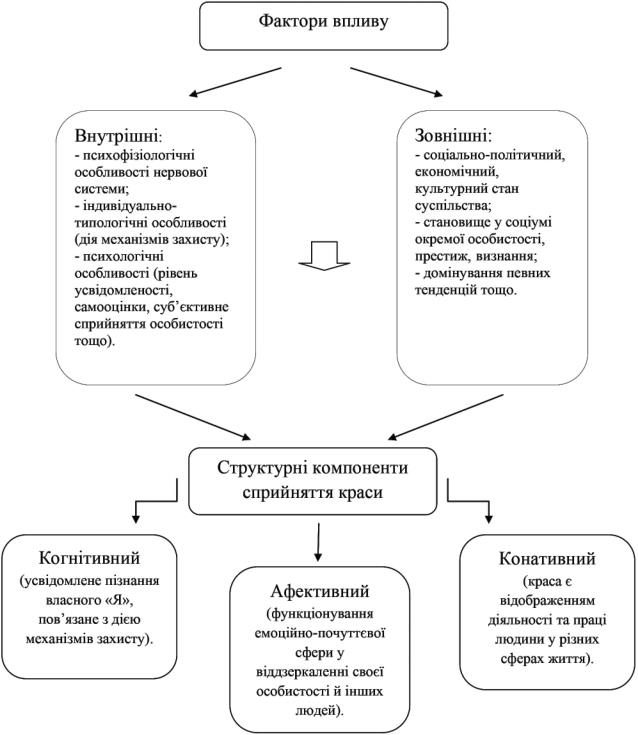 Фактори впливу
Внутрішні:
- психофізіологічні
особливості нервової
системи;
- індивідуально-
типологічні особливості
(дія механізмів захисту);
- психологічні
особливості (рівень
усвідомленості,
самооцінки, суб’єктивне
сприйняття особистості
тощо).
Зовнішні:
- соціально-політичний,
економічний,
культурний стан
суспільства;
- становище у соціумі
окремої особистості,
престиж, визнання;
- домінування певних
тенденцій тощо.
Структурні компоненти
сприйняття краси
Когнітивний
(усвідомлене пізнання
власного «Я»,
пов’язане з дією
механізмів захисту).
Афективний
(функціонування
емоційно-почуттєвої
сфери у
віддзеркаленні своєї
особистості й інших
людей).
Конативний
(краса є
відображенням
діяльності та праці
людини у різних
сферах життя).